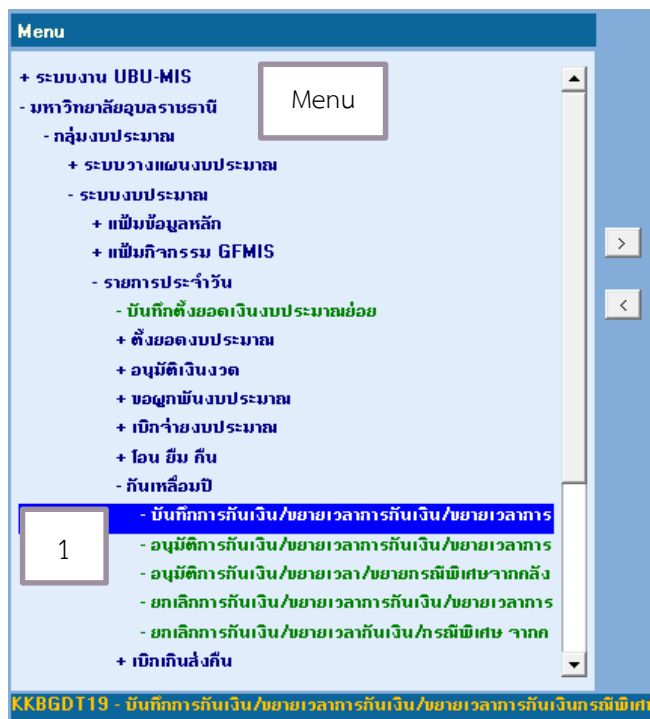 Menu
+ ระบบงาน UBU-MIS
Menu
- มหาวิทยาลัยอุบลราชธานี
- กลุ่มงบประมาณ
+ ระบบวางแผนงบประมาณ
- ระบบงบประมาณ
+ แฟ้มข้อมูลหลัก
+ แฟ้มกิจกรรม GFMIS
>
- รายการประจำวัน
<
- บันทึกตั้งยอดเงินงบประมาณย่อย
+ ตั้งยอดงบประมาณ
+ อนุมัติเงินงวด
+ ขอผูกพันงบประมาณ
+ เบิกจ่ายงบประมาณ
+ โอน ยืม คืน
- กันเหลื่อมปี
- บันทึกการกันเงิน/ขยายเวลาการกันเงิน/ขยายเวลาการ
1
- อนุมัติการกันเงิน/ขยายเวลาการกันเงิน/ขยายเวลาการ
- อนุมัติการกันเงิน/ขยายเวลา/ขยายกรณีพิเศษจากคลัง
- ยกเลิกการกันเงิน/ขยายเวลาการกันเงิน/ขยายเวลาการ
- ยกเลิกการกันเงิน/ขยายเวลากันเงิน/กรณีพิเศษ จากค
+ เบิกเกินส่งคืน
KKBGDT19 - บันทึกการกันเงิน/ขยายเวลาการกันเงิน/ขยายเวลาการกันเงินกรณีพิเศษ